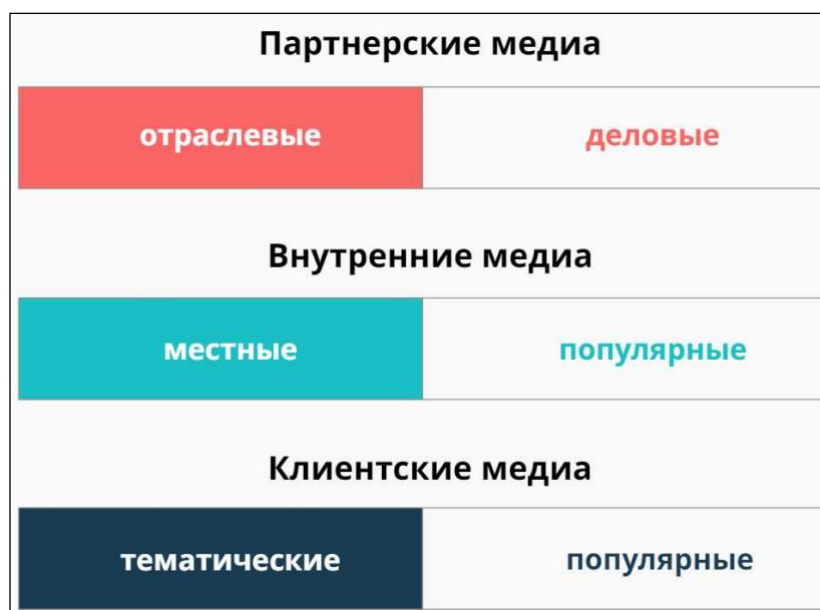 Партнерские медиа
отраслевые деловые
Внутренние медиа
местные популярные
Клиентские медиа
тематические популярные